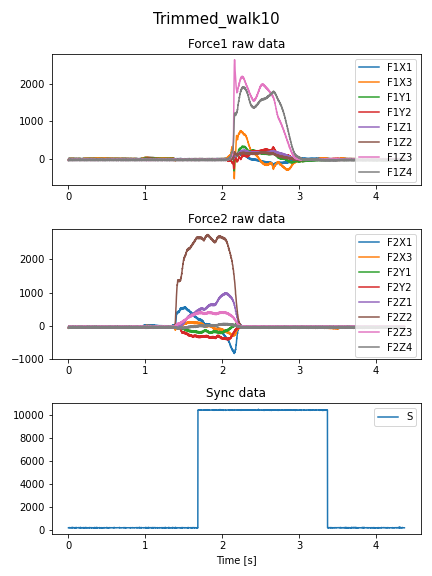 Trimmed_walk10
Force1 raw data
2000
1000
0
F1X1
F1X3
F1Y1
F1Y2
F1Z1
F1Z2
F1Z3
F1Z4
0 1 2 3 4
Force2 raw data
2000
1000
0
−1000
F2X1
F2X3
F2Y1
F2Y2
F2Z1
F2Z2
F2Z3
F2Z4
0 1 2 3 4
Sync data
10000
8000
6000
4000
2000
0
S
0 1 2 3 4
Time [s]